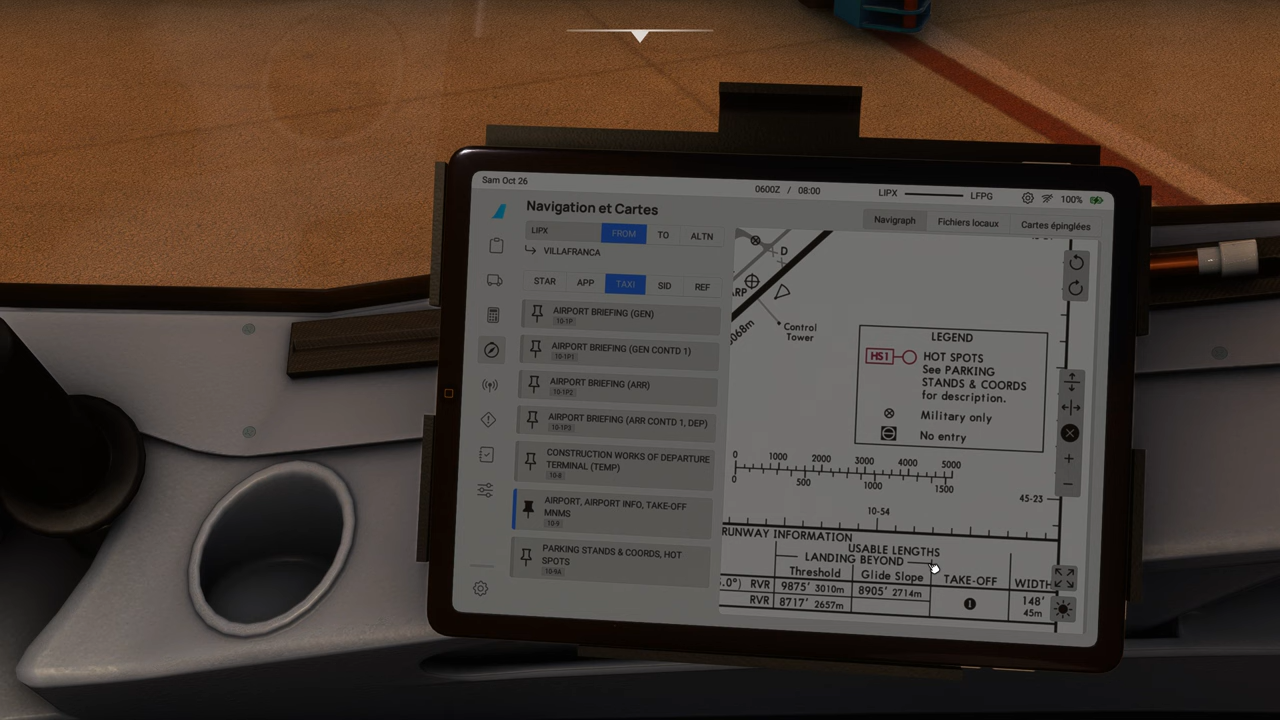 Sam Oct 26
0600Z / 08:00
LIPX
LFPG
100%
Navigation et Cartes
Navigraph
Fichiers locaux
Cartes épinglées
LIPX
FROM
TO
ALTN
VILLAFRANCA
STAR
APP
TAXI
SID
REF
AIRPORT BRIEFING (GEN)
10-1P
AIRPORT BRIEFING (GEN CONTD 1)
10-1P1
AIRPORT BRIEFING (ARR)
10-1P2
AIRPORT BRIEFING (ARR CONTD 1, DEP)
10-1P3
CONSTRUCTION WORKS OF DEPARTURE
TERMINAL (TEMP)
10-8
AIRPORT, AIRPORT INFO, TAKE-OFF
MNMS
10-9
PARKING STANDS & COORDS, HOT
SPOTS
10-9A
D
ARP
068m
Control
Tower
LEGEND
HS1
HOT SPOTS
See PARKING
STANDS & COORDS
for description.
Military only
No entry
0 1000 2000 3000 4000 5000
0 500 1000 1500
45-23
10-54
RUNWAY INFORMATION
USABLE LENGTHS
LANDING BEYOND
Threshold
Glide Slope
TAKE-OFF
WIDTH
.0°) RVR 9875' 3010m 8905' 2714m
RVR 8717' 2657m
1
148'
45m